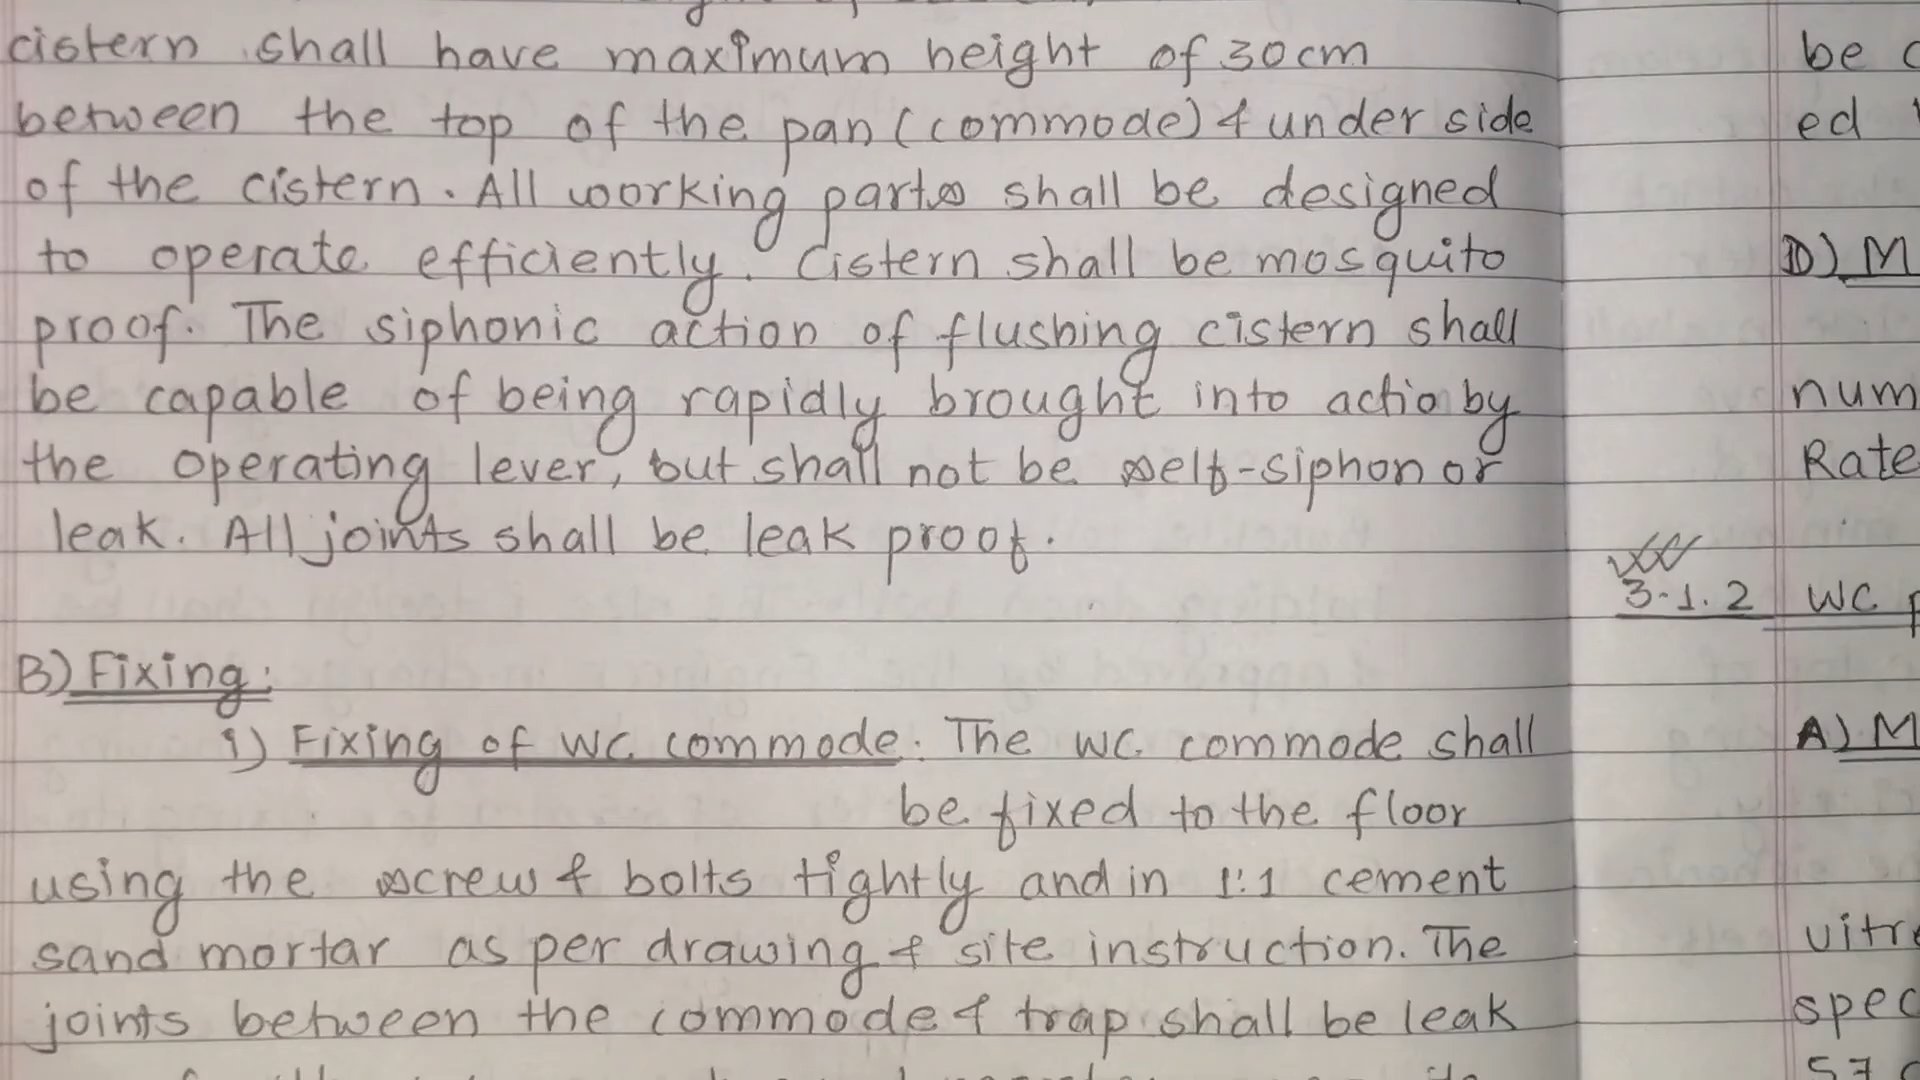 cistern shall have maximum height of 30cm
between the top of the pan (commode) & under side
of the cistern. All working parts shall be designed
to operate efficiently. Cistern shall be mosquito
proof. The siphonic action of flushing cistern shall
be capable of being rapidly brought into actio by
the operating lever, but shall not be self-siphon or
leak. All joints shall be leak proof.
B) Fixing:
i) Fixing of WC commode. The WC commode shall
be fixed to the floor
using the screw & bolts tightly and in 1:1 cement
sand mortar as per drawing & site instruction. The
joints between the commode & trap shall be leak
be
ed
D) M
num
Rate
3.1.2 WC
A) M
vitre
spec